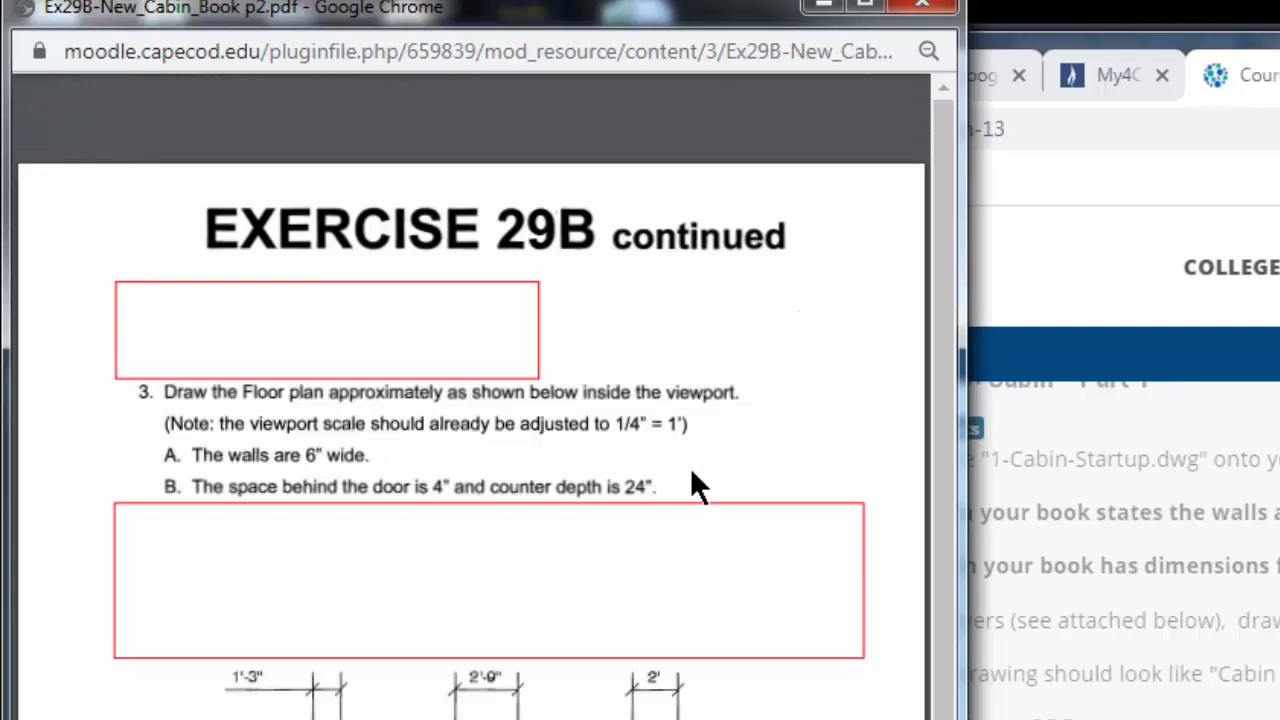 Ex29B-New_Cabin_Book p2.pdf - Google Chrome
moodle.capecod.edu/pluginfile.php/659839/mod_resource/content/3/Ex29B-New_Cab...
My4C
Cour
-13
EXERCISE 29B continued
COLLEGE
3. Draw the Floor plan approximately as shown below inside the viewport.
(Note: the viewport scale should already be adjusted to 1/4" = 1')
A. The walls are 6" wide.
B. The space behind the door is 4" and counter depth is 24".
"1-Cabin-Startup.dwg" onto y
your book states the walls a
your book has dimensions f
ers (see attached below), draw
rawing should look like "Cabin
1'-3" 2'-9" 2'